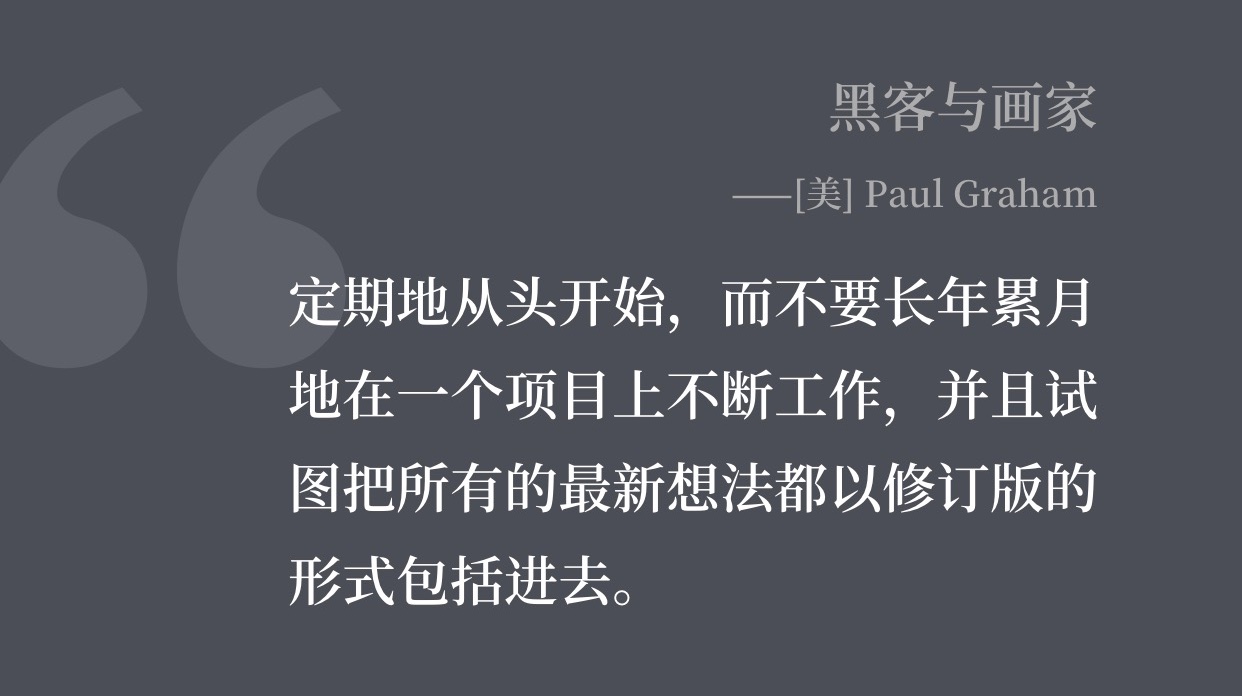 黑客与画家
——[美] Paul Graham
定期地从头开始，而不要长年累月
地在一个项目上不断工作，并且试
图把所有的最新想法都以修订版的
形式包括进去。